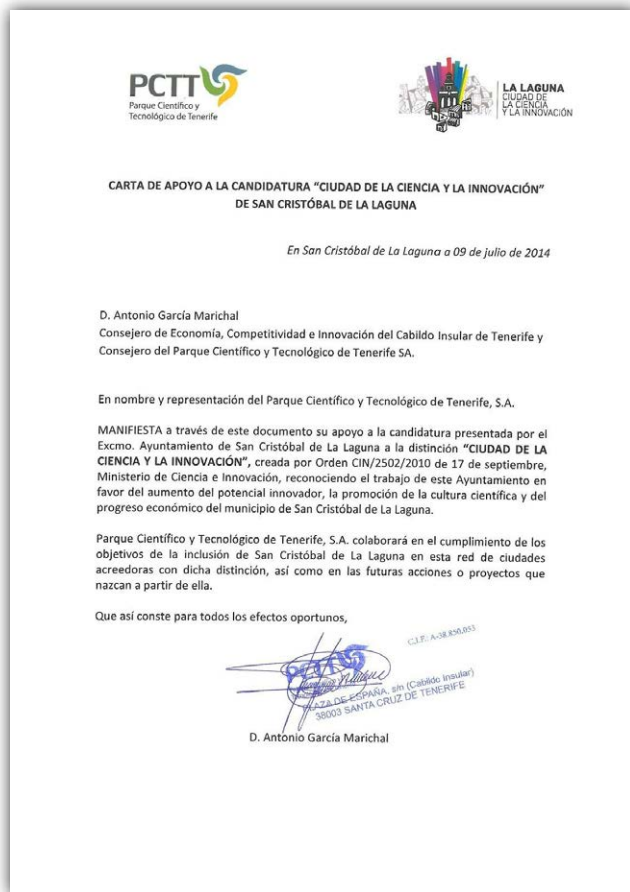 PCTT
Parque Científico y
Tecnológico de Tenerife
LA LAGUNA
CIUDAD DE
LA CIENCIA
Y LA INNOVACIÓN
CARTA DE APOYO A LA CANDIDATURA "CIUDAD DE LA CIENCIA Y LA INNOVACIÓN"
DE SAN CRISTÓBAL DE LA LAGUNA
En San Cristóbal de La Laguna a 09 de julio de 2014
D. Antonio García Marichal
Consejero de Economía, Competitividad e Innovación del Cabildo Insular de Tenerife y
Consejero del Parque Científico y Tecnológico de Tenerife SA.
En nombre y representación del Parque Científico y Tecnológico de Tenerife, S.A.
MANIFIESTA a través de este documento su apoyo a la candidatura presentada por el
Excmo. Ayuntamiento de San Cristóbal de La Laguna a la distinción "CIUDAD DE LA
CIENCIA Y LA INNOVACIÓN", creada por Orden CIN/2502/2010 de 17 de septiembre,
Ministerio de Ciencia e Innovación, reconociendo el trabajo de este Ayuntamiento en
favor del aumento del potencial innovador, la promoción de la cultura científica y del
progreso económico del municipio de San Cristóbal de La Laguna.
Parque Científico y Tecnológico de Tenerife, S.A. colaborará en el cumplimiento de los
objetivos de la inclusión de San Cristóbal de La Laguna en esta red de ciudades
acreedoras con dicha distinción, así como en las futuras acciones o proyectos que
nazcan a partir de ella.
Que así conste para todos los efectos oportunos,
C.I.F.: A-38.850.053
PCTT
PLAZA DE ESPAÑA, s/n (Cabildo Insular)
38003 SANTA CRUZ DE TENERIFE
D. Antonio García Marichal